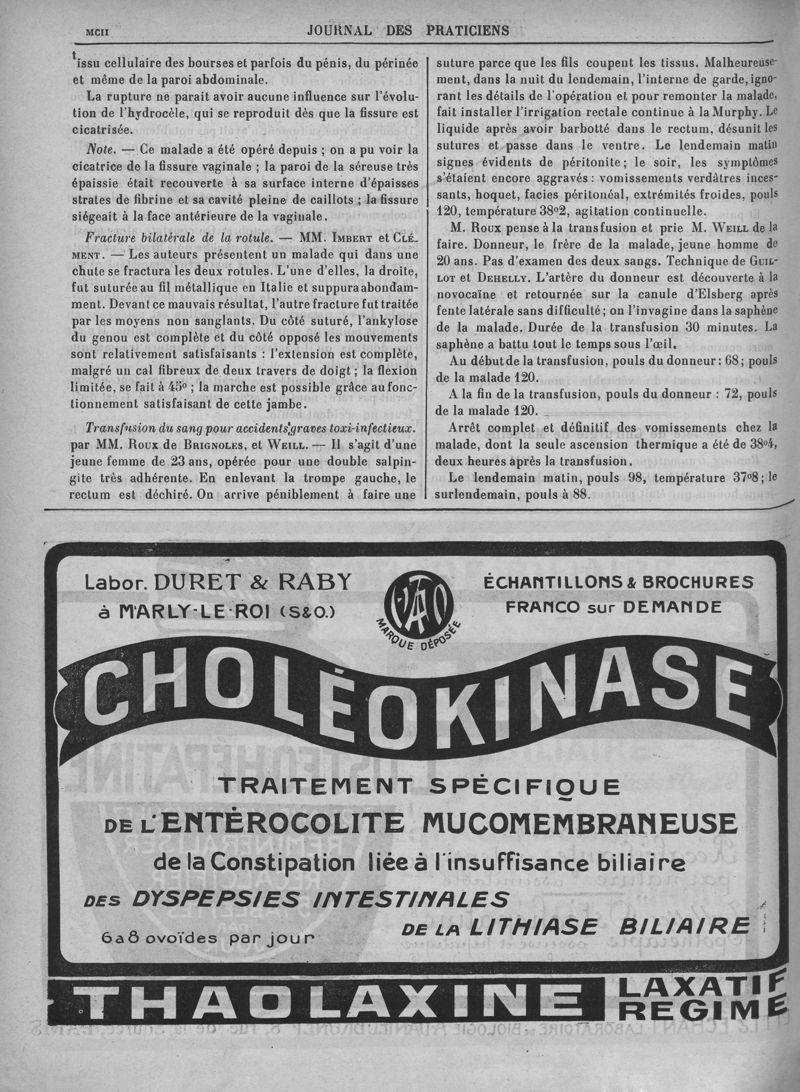 MCII
JOURNAL DES PRATICIENS
tissu cellulaire des bourses et parfois du pénis, du périnée
et même de la paroi abdominale.
La rupture ne parait avoir aucune influence sur l'évolu-
tion de l'hydrocèle, qui se reproduit dès que la fissure est
cicatrisée.
Note. — Ce malade a été opéré depuis ; on a pu voir la
cicatrice de la fissure vaginale ; la paroi de la séreuse très
épaissie était recouverte à sa surface interne d'épaisses
strates de fibrine et sa cavité pleine de caillots ; la fissure
siégeait à la face antérieure de la vaginale.
Fracture bilatérale de la rotule. — MM. IMBERT et CLÉ-
MENT. — Les auteurs présentent un malade qui dans une
chute se fractura les deux rotules. L'une d'elles, la droite,
fut suturée au fil métallique en Italie et suppura abondam-
ment. Devant ce mauvais résultat, l'autre fracture fut traitée
par les moyens non sanglants. Du côté suturé, l'ankylose
du genou est complète et du côté opposé les mouvements
sont relativement satisfaisants : l'extension est complète,
malgré un cal fibreux de deux travers de doigt ; la flexion
limitée, se fait à 45º ; la marche est possible grâce au fonc-
tionnement satisfaisant de cette jambe.
Transfusion du sang pour accidents graves toxi-infectieux.
par MM. ROUX de BRIGNOLES, et WEILL. — Il s'agit d'une
jeune femme de 23 ans, opérée pour une double salpin-
gite très adhérente. En enlevant la trompe gauche, le
rectum est déchiré. On arrive péniblement à faire une
suture parce que les fils coupent les tissus. Malheureuse-
ment, dans la nuit du lendemain, l'interne de garde, igno-
rant les détails de l'opération et pour remonter la malade,
fait installer l'irrigation rectale continue à la Murphy. Le
liquide après avoir barbotté dans le rectum, désunit les
sutures et passe dans le ventre. Le lendemain matin
signes évidents de péritonite ; le soir, les symptômes
s'étaient encore aggravés : vomissements verdâtres inces-
sants, hoquet, facies péritonéal, extrémités froides, pouls
120, température 38º2, agitation continuelle.
M. Roux pense à la transfusion et prie M. WEILL de la
faire. Donneur, le frère de la malade, jeune homme de
20 ans. Pas d'examen des deux sangs. Technique de GUIL-
LOT et DEHELLY. L'artère du donneur est découverte à la
novocaïne et retournée sur la canule d'Elsberg après
fente latérale sans difficulté ; on l'invagine dans la saphène
de la malade. Durée de la transfusion 30 minutes. La
saphène a battu tout le temps sous l'œil.
Au début de la transfusion, pouls du donneur : 68 ; pouls
de la malade 120.
A la fin de la transfusion, pouls du donneur : 72, pouls
de la malade 120.
Arrêt complet et définitif des vomissements chez la
malade, dont la seule ascension thermique a été de 38º4,
deux heures après la transfusion.
Le lendemain matin, pouls 98, température 37º8 ; le
surlendemain, pouls à 88.
Labor. DURET & RABY
à MARLY-LE-ROI (S&O.)
MARQUE DÉPOSÉE
ÉCHANTILLONS & BROCHURES
FRANCO sur DEMANDE
CHOLÉOKINASE
TRAITEMENT SPÉCIFIQUE
DE L'ENTÉROCOLITE MUCOMEMBRANEUSE
de la Constipation liée à l'insuffisance biliaire
DES DYSPEPSIES INTESTINALES
DE LA LITHIASE BILIAIRE
6 a 8 ovoïdes par jour
THAOLAXINE
LAXATIF
REGIME